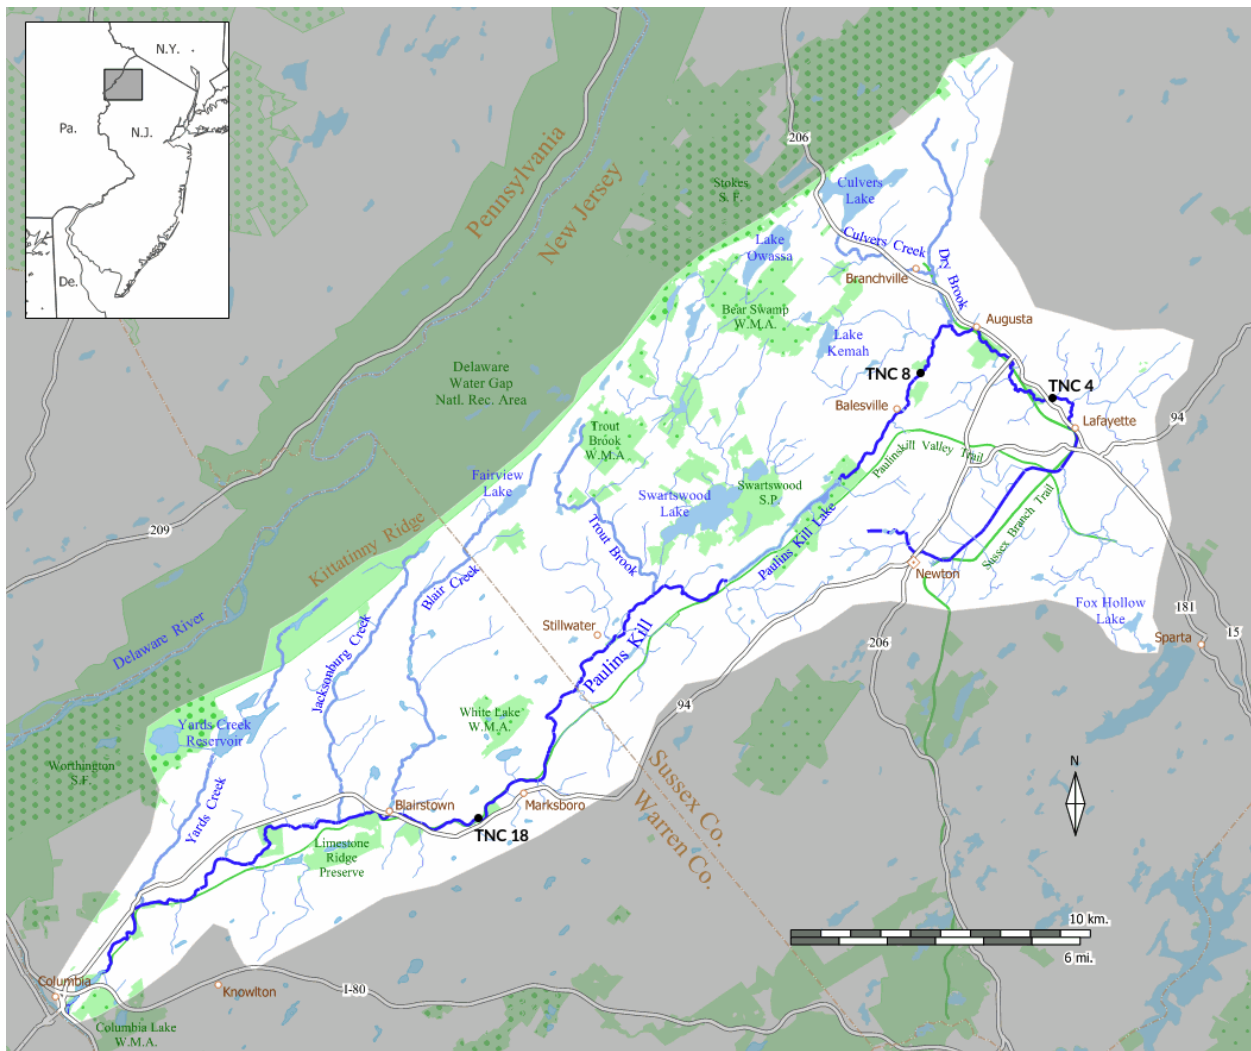 N.Y.
Pa.
N.J.
De.
206
Pennsylvania
New Jersey
Stokes
S. F.
Culvers
Lake
Lake
Owassa
Culvers Creek
Branchville
Dry Brook
Augusta
Bear Swamp
W.M.A.
Lake
Kemah
TNC 8
TNC 4
Balesville
Lafayette
94
Delaware
Water Gap
Natl. Rec. Area
Trout
Brook
W.M.A.
Paulinskill Valley Trail
Fairview
Lake
Swartswood
Lake
Swartswood
S.P.
Trout Brook
Paulins Kill Lake
Sussex Branch Trail
209
Kittatinny Ridge
Blair Creek
Newton
Fox Hollow
Lake
181
15
Sparta
Delaware River
Jacksonburg Creek
Stillwater
Paulins Kill
206
94
White Lake
W.M.A.
Yards Creek
Reservoir
Worthington
S.F.
Sussex Co.
Warren Co.
N
Yards Creek
Blairstown
Marksboro
TNC 18
Limestone
Ridge
Preserve
10 km.
6 mi.
Columbia
Knowlton
I-80
Columbia Lake
W.M.A.